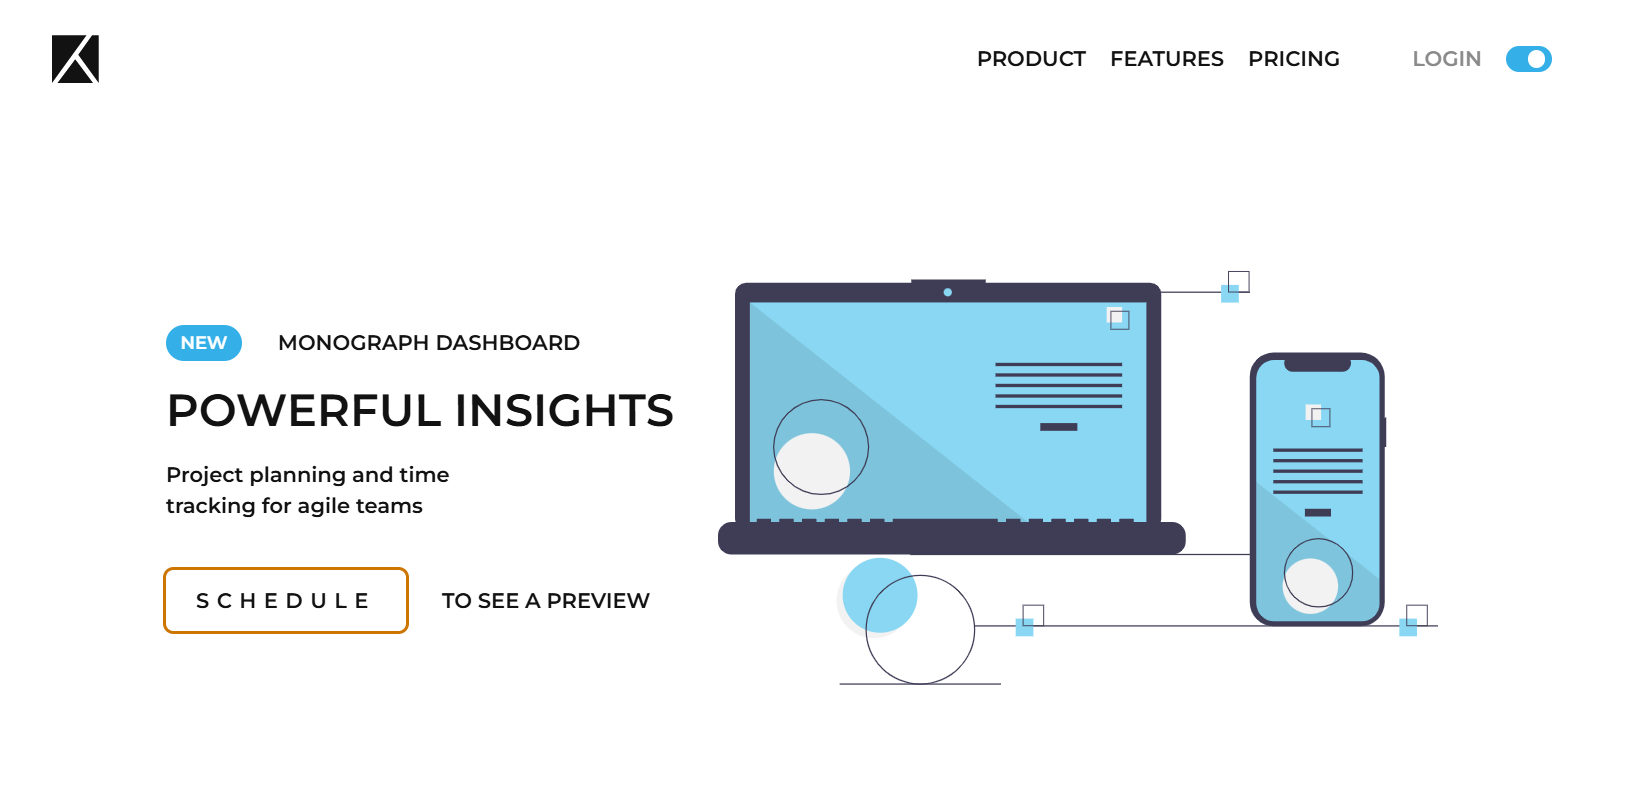 PRODUCT FEATURES PRICING LOGIN
NEW MONOGRAPH DASHBOARD
POWERFUL INSIGHTS
Project planning and time
tracking for agile teams
SCHEDULE TO SEE A PREVIEW